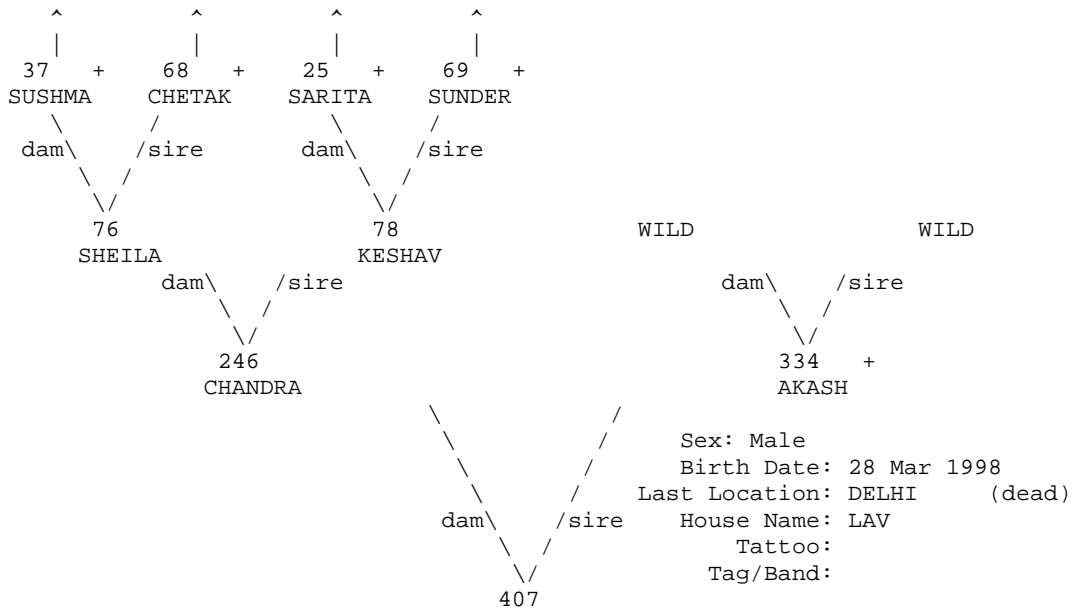 ^ ^ ^ ^
| | | |
37 + 68 + 25 + 69 +
SUSHMA CHETAK SARITA SUNDER
\ / \ /
dam\ /sire dam\ /sire
\ / \ /
\/ \/
76 78 WILD WILD
SHEILA KESHAV
dam\ /sire dam\ /sire
\ / \ /
\/ \/
246 334 +
CHANDRA AKASH
\ /
\ / Sex: Male
\ / Birth Date: 28 Mar 1998
\ / Last Location: DELHI (dead)
dam\ /sire House Name: LAV
\ / Tattoo:
\/ Tag/Band:
407